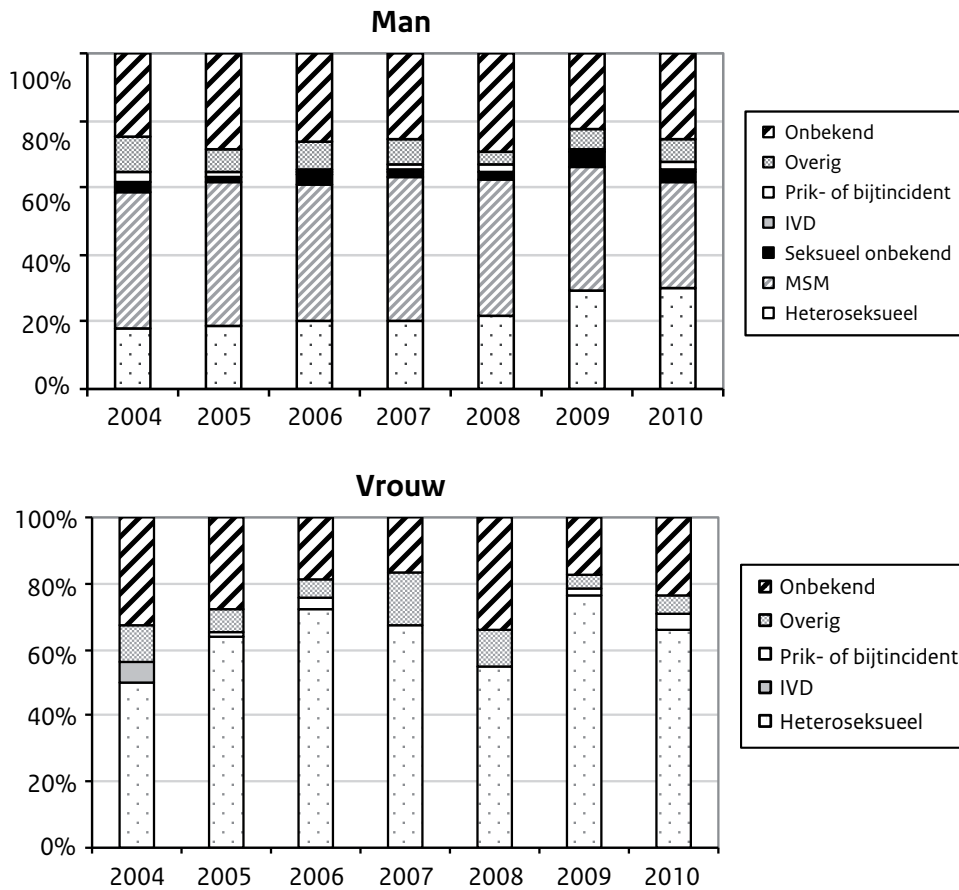 Man
100%
80%
60%
40%
20%
0%
2004 2005 2006 2007 2008 2009 2010
Onbekend
Overig
Prik- of bijtincident
IVD
Seksueel onbekend
MSM
Heteroseksueel
Vrouw
100%
80%
60%
40%
20%
0%
2004 2005 2006 2007 2008 2009 2010
Onbekend
Overig
Prik- of bijtincident
IVD
Heteroseksueel